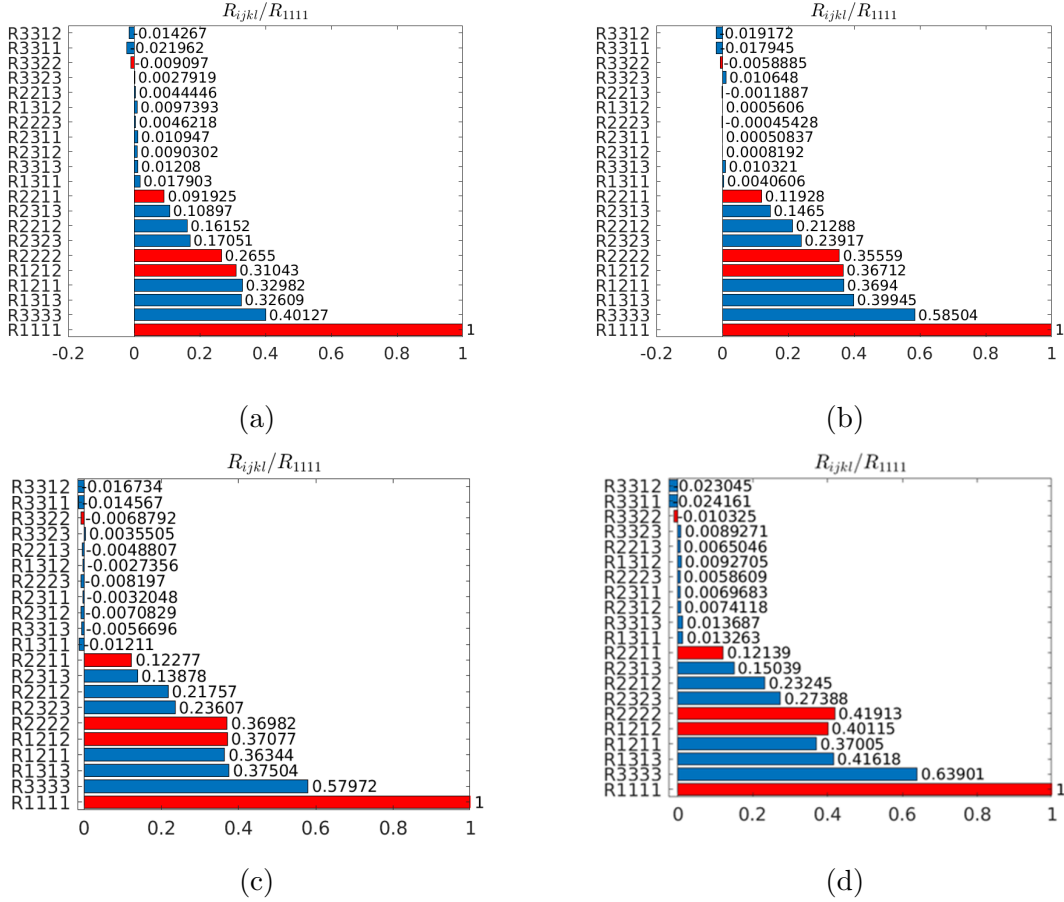 R_{ijkl}/R_{1111}
R3312 -0.014267
R3311 -0.021962
R3322 -0.009097
R3323 0.0027919
R2213 0.0044446
R1312 0.0097393
R2223 0.0046218
R2311 0.010947
R2312 0.0090302
R3313 0.01208
R1311 0.017903
R2211 0.091925
R2313 0.10897
R2212 0.16152
R2323 0.17051
R2222 0.2655
R1212 0.31043
R1211 0.32982
R1313 0.32609
R3333 0.40127
R1111 1
-0.2 0 0.2 0.4 0.6 0.8 1
(a)
R_{ijkl}/R_{1111}
R3312 -0.019172
R3311 -0.017945
R3322 -0.0058885
R3323 0.010648
R2213 -0.0011887
R1312 0.0005606
R2223 -0.00045428
R2311 0.00050837
R2312 0.0008192
R3313 0.010321
R1311 0.0040606
R2211 0.11928
R2313 0.1465
R2212 0.21288
R2323 0.23917
R2222 0.35559
R1212 0.36712
R1211 0.3694
R1313 0.39945
R3333 0.58504
R1111 1
-0.2 0 0.2 0.4 0.6 0.8 1
(b)
R_{ijkl}/R_{1111}
R3312 -0.016734
R3311 -0.014567
R3322 -0.0068792
R3323 0.0035505
R2213 -0.0048807
R1312 -0.0027356
R2223 -0.008197
R2311 -0.0032048
R2312 -0.0070829
R3313 -0.0056696
R1311 -0.01211
R2211 0.12277
R2313 0.13878
R2212 0.21757
R2323 0.23607
R2222 0.36982
R1212 0.37077
R1211 0.36344
R1313 0.37504
R3333 0.57972
R1111 1
0 0.2 0.4 0.6 0.8 1
(c)
R_{ijkl}/R_{1111}
R3312 -0.023045
R3311 -0.024161
R3322 -0.010325
R3323 0.0089271
R2213 0.0065046
R1312 0.0092705
R2223 0.0058609
R2311 0.0069683
R2312 0.0074118
R3313 0.013687
R1311 0.013263
R2211 0.12139
R2313 0.15039
R2212 0.23245
R2323 0.27388
R2222 0.41913
R1212 0.40115
R1211 0.37005
R1313 0.41618
R3333 0.63901
R1111 1
0 0.2 0.4 0.6 0.8 1
(d)